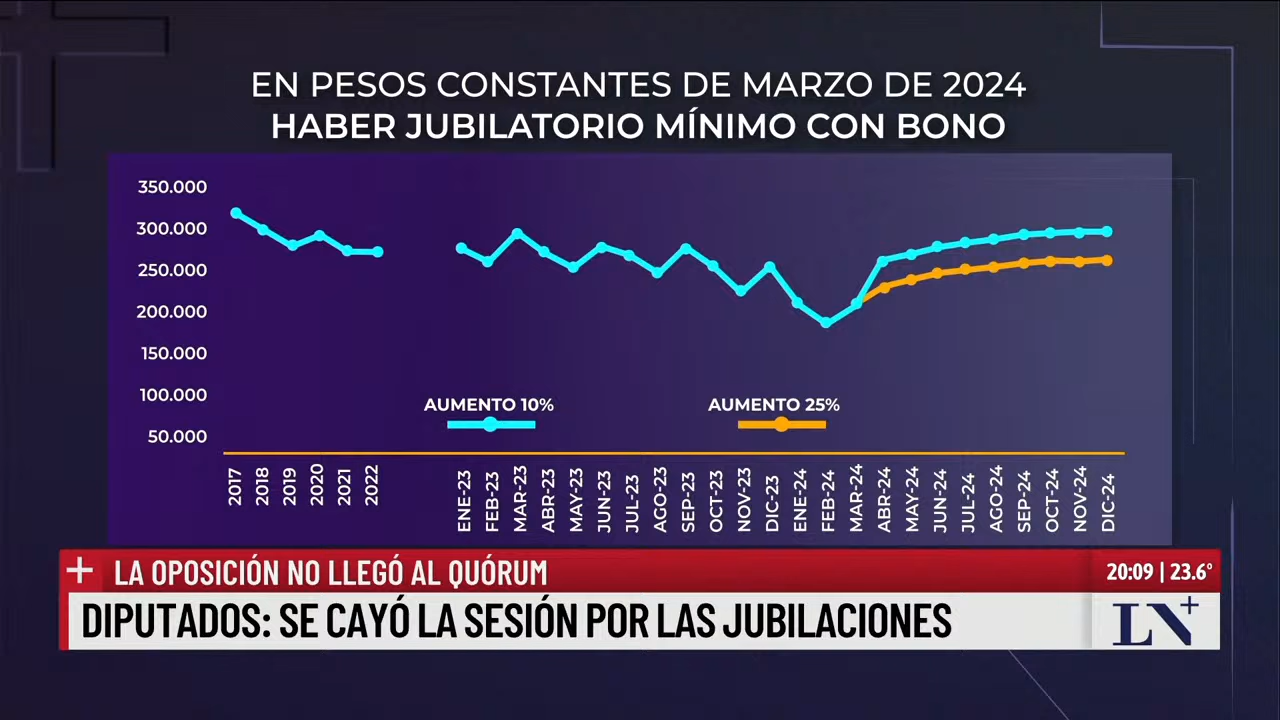 EN PESOS CONSTANTES DE MARZO DE 2024
HABER JUBILATORIO MÍNIMO CON BONO
350.000
300.000
250.000
200.000
150.000
100.000
50.000
AUMENTO 10%
AUMENTO 25%
2017
2018
2019
2020
2021
2022
ENE-23
FEB-23
MAR-23
ABR-23
MAY-23
JUN-23
JUL-23
AGO-23
SEP-23
OCT-23
NOV-23
DIC-23
ENE-24
FEB-24
MAR-24
ABR-24
MAY-24
JUN-24
JUL-24
AGO-24
SEP-24
OCT-24
NOV-24
DIC-24
+ LA OPOSICIÓN NO LLEGÓ AL QUÓRUM
20:09 | 23.6°
DIPUTADOS: SE CAYÓ LA SESIÓN POR LAS JUBILACIONES
LN+